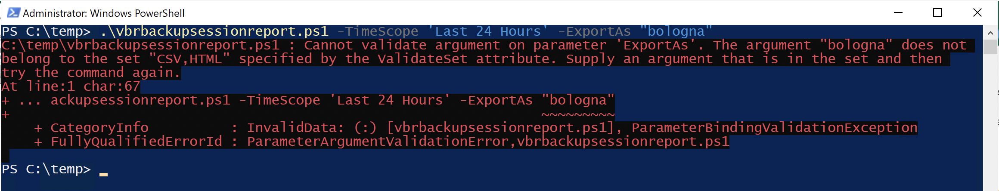 Administrator: Windows PowerShell
PS C:\temp> .\vbrbackupsessionreport.ps1 -TimeScope 'Last 24 Hours' -ExportAs "bologna"
C:\temp\vbrbackupsessionreport.ps1 : Cannot validate argument on parameter 'ExportAs'. The argument "bologna" does not
belong to the set "CSV,HTML" specified by the ValidateSet attribute. Supply an argument that is in the set and then
try the command again.
At line:1 char:67
+ ... ackupsessionreport.ps1 -TimeScope 'Last 24 Hours' -ExportAs "bologna"
+                                                                  ~~~~~~~~~
    + CategoryInfo          : InvalidData: (:) [vbrbackupsessionreport.ps1], ParameterBindingValidationException
    + FullyQualifiedErrorId : ParameterArgumentValidationError,vbrbackupsessionreport.ps1
PS C:\temp>